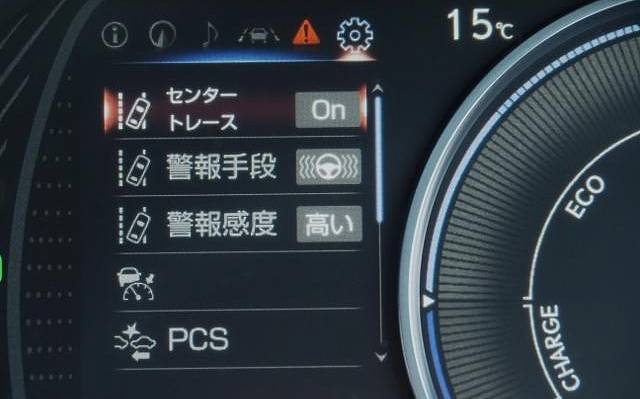 15℃
センター
トレース
On
警報手段
警報感度
高い
PCS
ECO
CHARGE